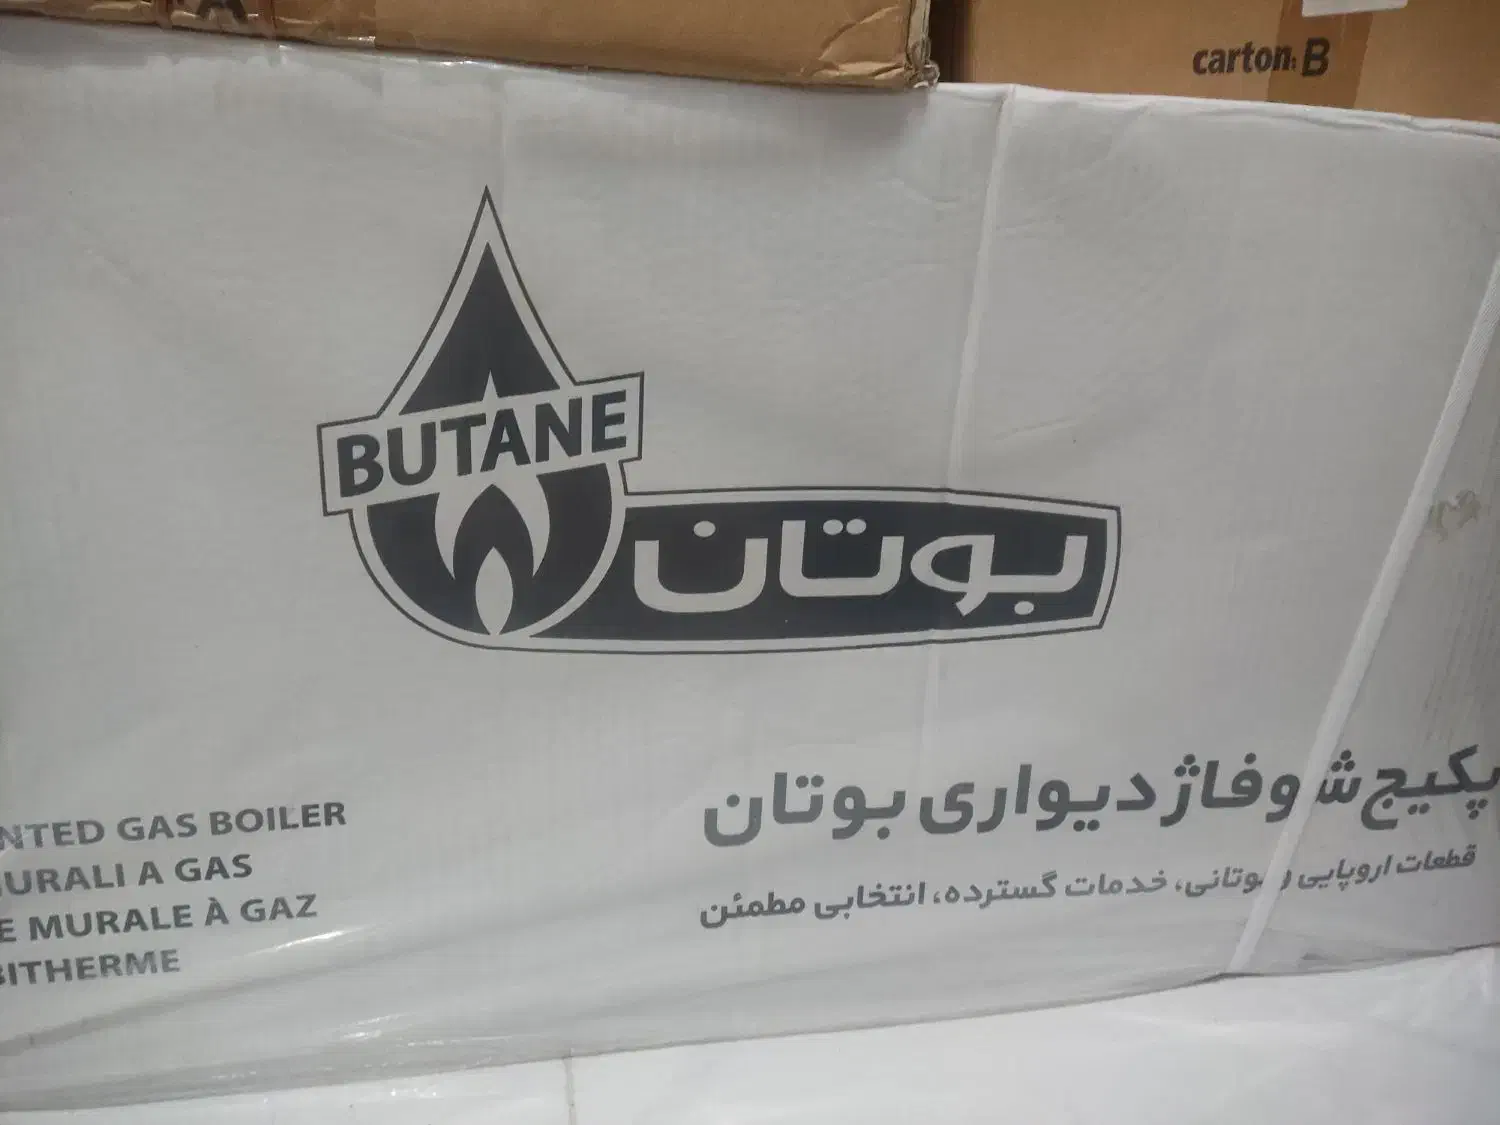 carton: B
BUTANE
بوتان
پکیج شوفاژ دیواری بوتان
قطعات اروپایی و بوتانی، خدمات گسترده، انتخابی مطمئن
NTED GAS BOILER
URALI A GAS
E MURALE À GAZ
BITHERME